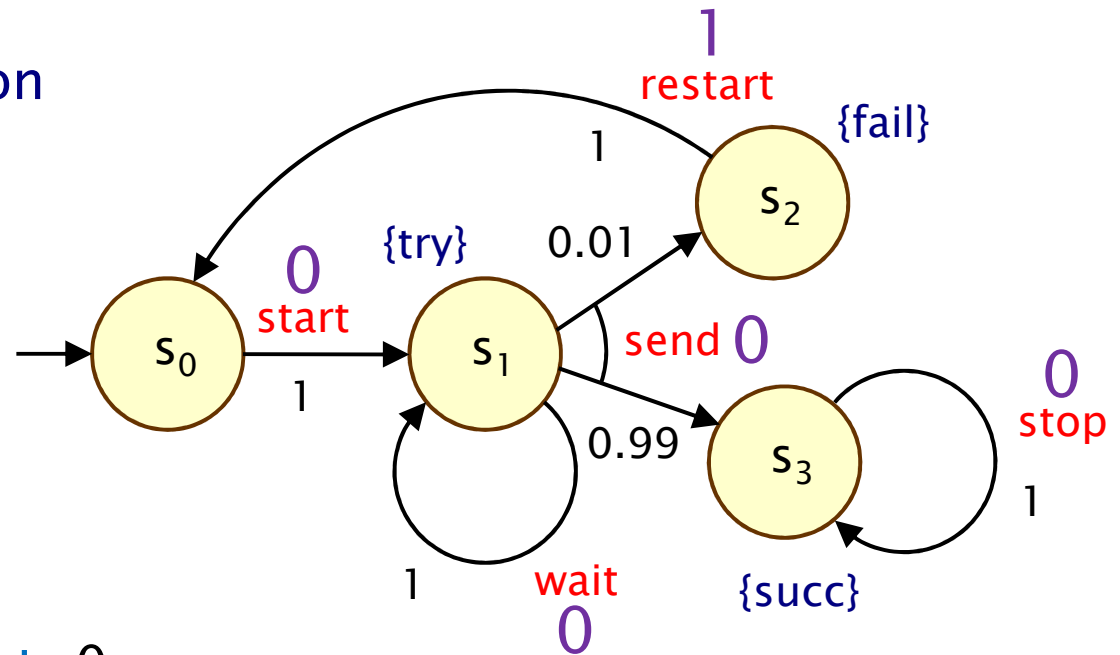 on
1
restart
{fail}
1
s2
{try}
0.01
0
start
s0
s1
send 0
1
0
stop
0.99
s3
1
1
wait
{succ}
0